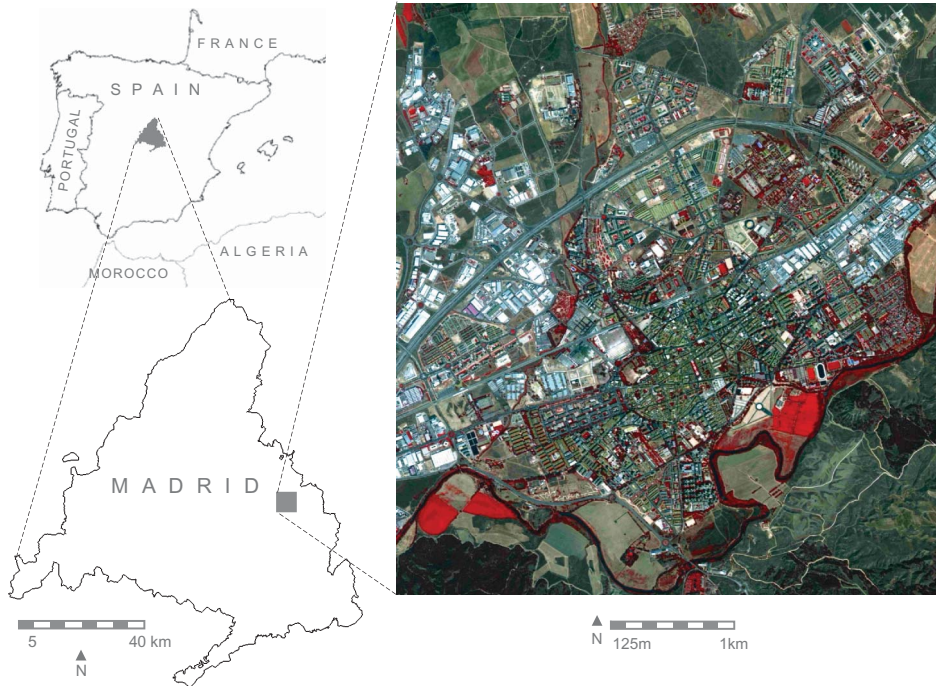 FRANCE
SPAIN
PORTUGAL
ALGERIA
MOROCCO
MADRID
5 40 km
N
N
125m 1km